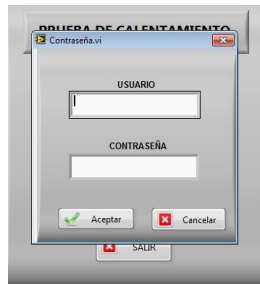 PRUEBA DE CALENTAMIENTO
Contraseña.vi
USUARIO
CONTRASEÑA
Aceptar
Cancelar
SALIR